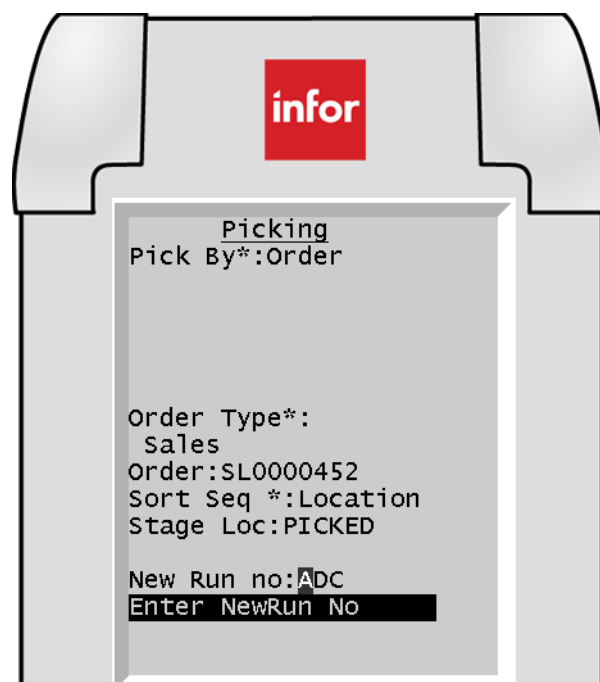 infor
Picking
Pick By*:Order
Order Type*:
Sales
Order:SL0000452
Sort Seq *:Location
Stage Loc:PICKED
New Run no:ADC
Enter NewRun No